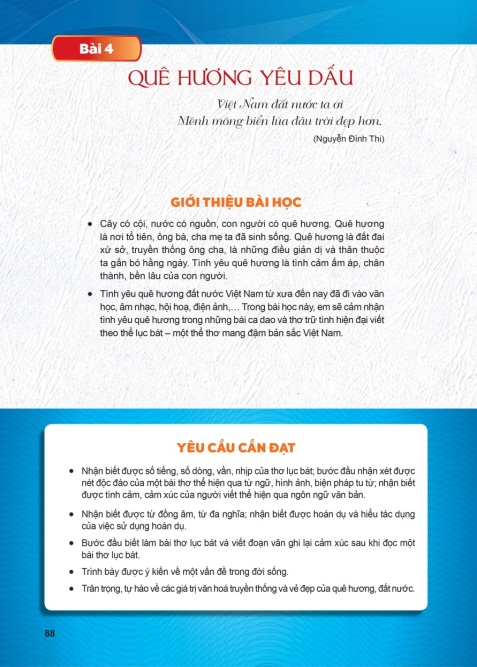 Bài 4
QUÊ HƯƠNG YÊU DẤU
Việt Nam đất nước ta ơi
Mênh mông biển lúa đâu trời đẹp hơn.
(Nguyễn Đình Thi)
GIỚI THIỆU BÀI HỌC
• Cây có cội, nước có nguồn, con người có quê hương. Quê hương
là nơi tổ tiên, ông bà, cha mẹ ta đã sinh sống. Quê hương là đất đai
xứ sở, truyền thống ông cha, là những điều giản dị và thân thuộc
ta gắn bó hằng ngày. Tình yêu quê hương là tình cảm ấm áp, chân
thành, bền lâu của con người.
• Tình yêu quê hương đất nước Việt Nam từ xưa đến nay đã đi vào văn
học, âm nhạc, hội hoạ, điện ảnh,… Trong bài học này, em sẽ cảm nhận
tình yêu quê hương trong những bài ca dao và thơ trữ tình hiện đại viết
theo thể lục bát – một thể thơ mang đậm bản sắc Việt Nam.
YÊU CẦU CẦN ĐẠT
• Nhận biết được số tiếng, số dòng, vần, nhịp của thơ lục bát; bước đầu nhận xét được
nét độc đáo của một bài thơ thể hiện qua từ ngữ, hình ảnh, biện pháp tu từ; nhận biết
được tình cảm, cảm xúc của người viết thể hiện qua ngôn ngữ văn bản.
• Nhận biết được từ đồng âm, từ đa nghĩa; nhận biết được hoán dụ và hiểu tác dụng
của việc sử dụng hoán dụ.
• Bước đầu biết làm bài thơ lục bát và viết đoạn văn ghi lại cảm xúc sau khi đọc một
bài thơ lục bát.
• Trình bày được ý kiến về một vấn đề trong đời sống.
• Trân trọng, tự hào về các giá trị văn hoá truyền thống và vẻ đẹp của quê hương, đất nước.
88